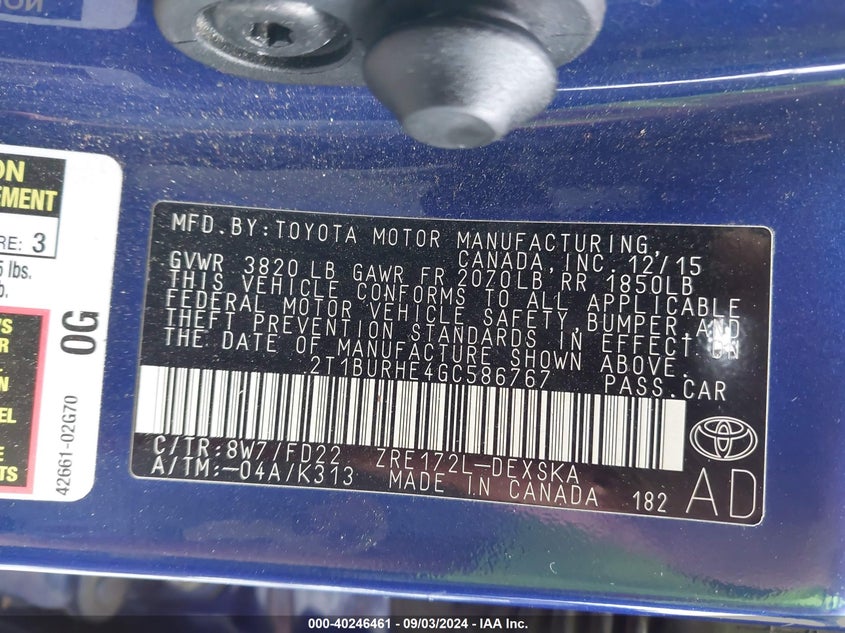 ON
EMENT
RE: 3
5 lbs.
b.
0G
42661-02G70
MFD.BY:TOYOTA MOTOR MANUFACTURING
CANADA, INC. 12/15
GVWR 3820 LB GAWR FR 2070LB RR 1850LB
THIS VEHICLE CONFORMS TO ALL APPLICABLE
FEDERAL MOTOR VEHICLE SAFETY, BUMPER, AND
THEFT PREVENTION STANDARDS IN EFFECT ON
THE DATE OF MANUFACTURE SHOWN ABOVE.
2T1BURHE4GC586767 PASS.CAR
C/TR:8W7/FD22 ZRE172L-DEXSKA
A/TM:-04A/K313 MADE IN CANADA 182
AD
000-40246461 - 09/03/2024 - IAA Inc.